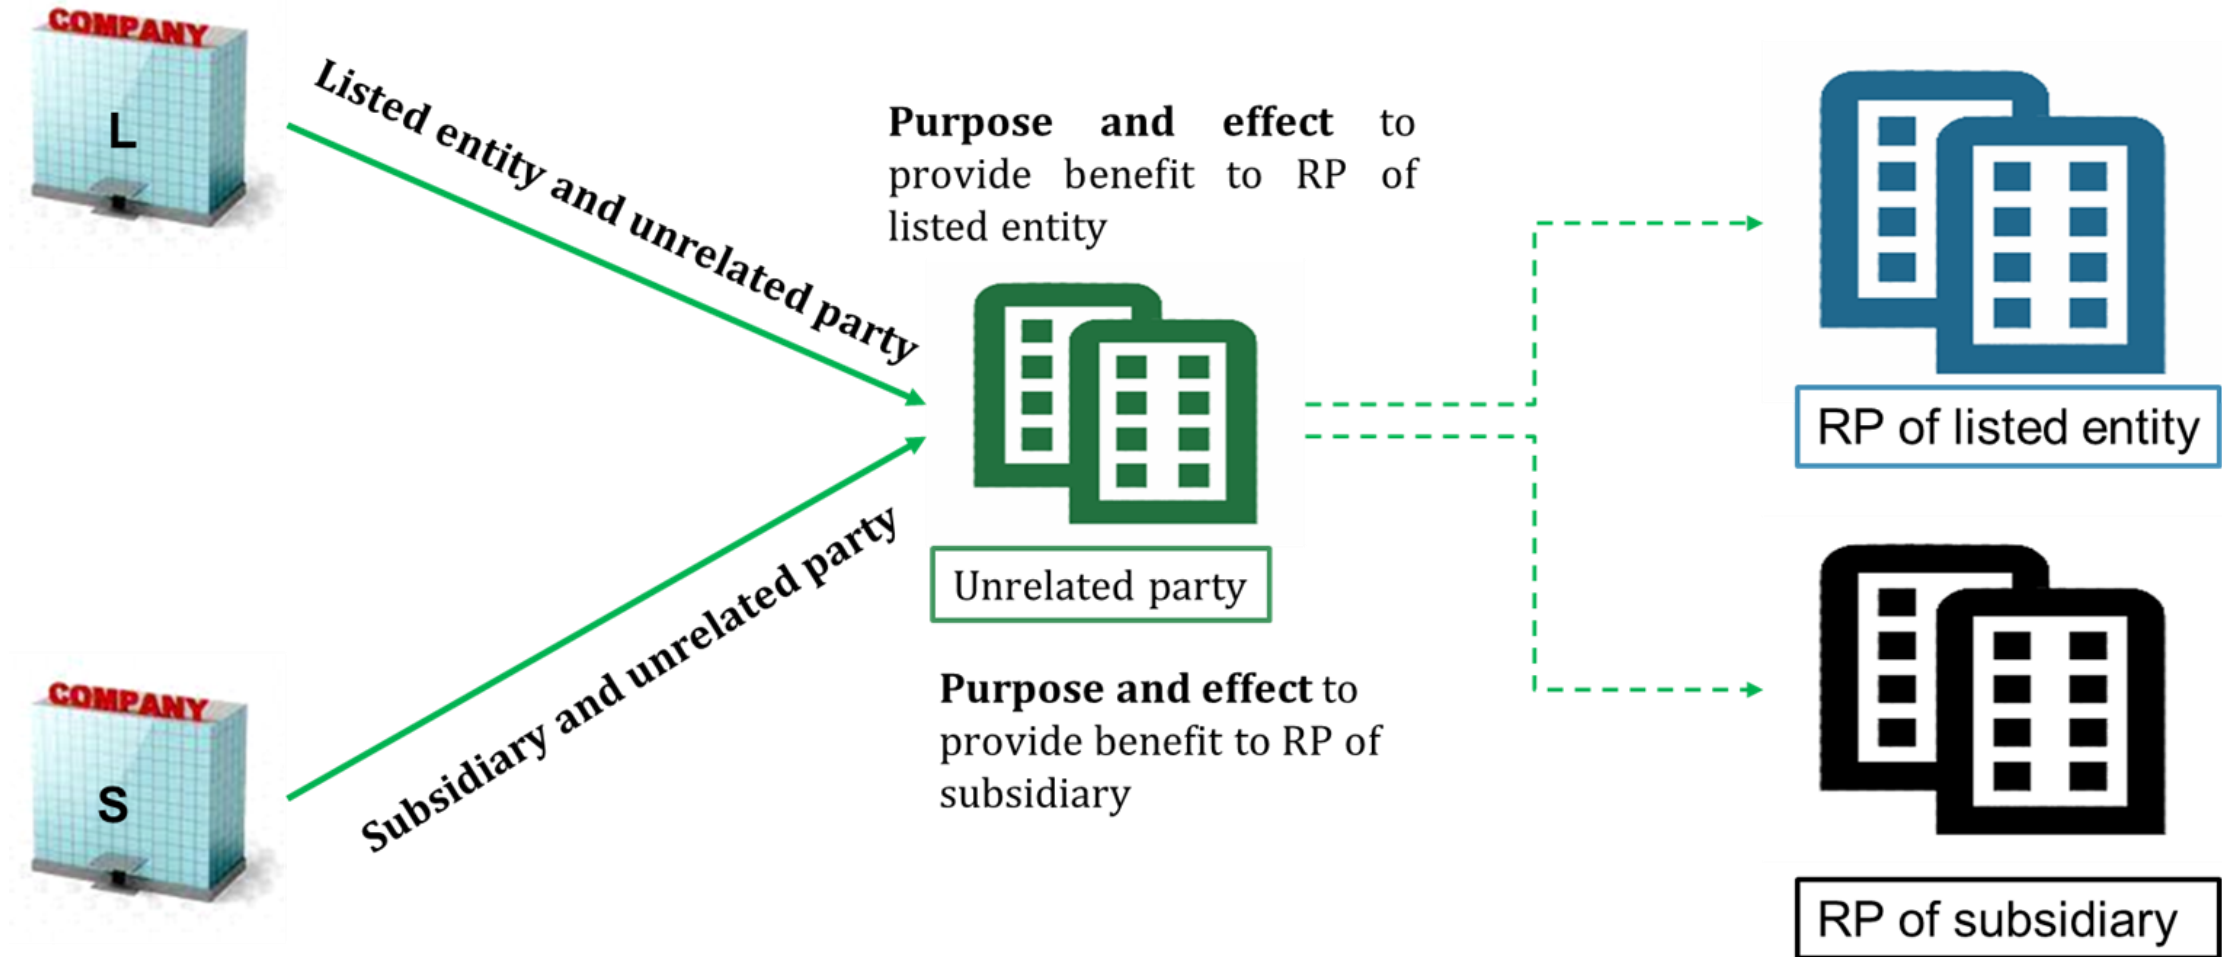 COMPANY
L
Listed entity and unrelated party
Purpose and effect to
provide benefit to RP of
listed entity
RP of listed entity
Unrelated party
Subsidiary and unrelated party
Purpose and effect to
provide benefit to RP of
subsidiary
COMPANY
S
RP of subsidiary